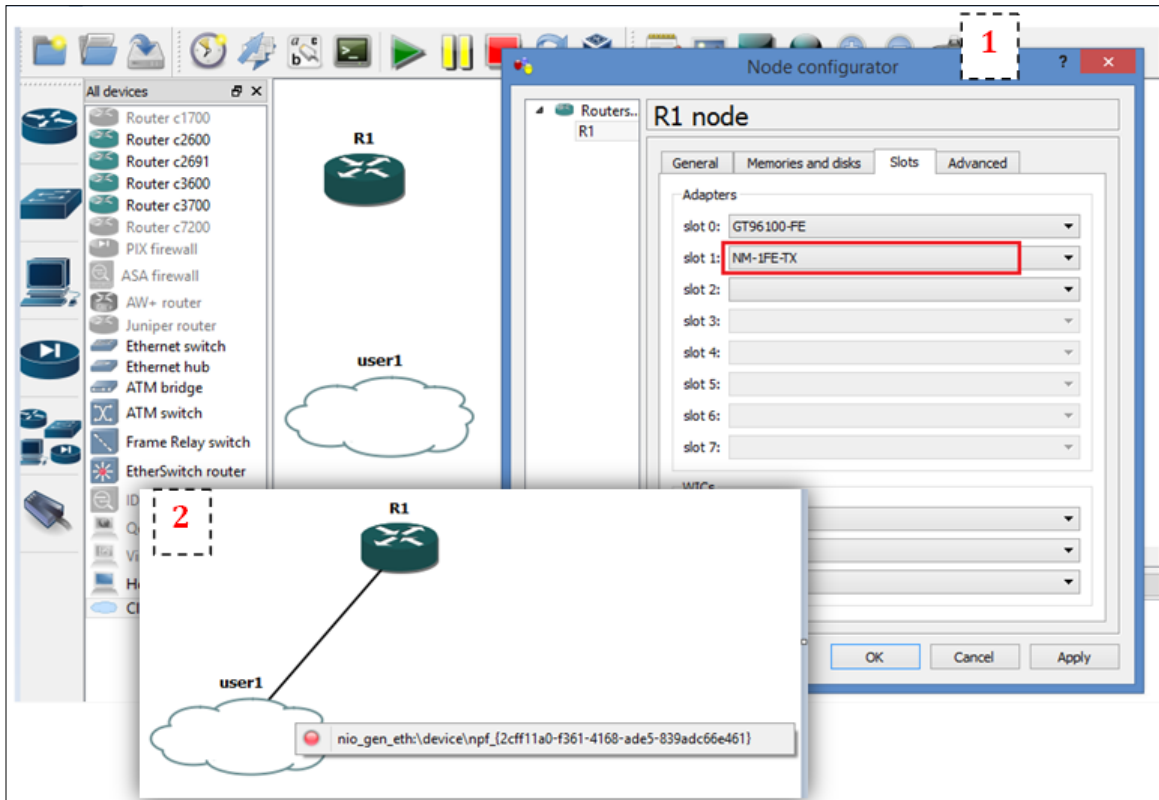 1
Node configurator
?
All devices
Router c1700
Router c2600
Router c2691
Router c3600
Router c3700
Router c7200
PIX firewall
ASA firewall
AW+ router
Juniper router
Ethernet switch
Ethernet hub
ATM bridge
ATM switch
Frame Relay switch
EtherSwitch router
R1
user1
Routers..
R1
R1 node
General
Memories and disks
Slots
Advanced
Adapters
slot 0: GT96100-FE
slot 1: NM-1FE-TX
slot 2:
slot 3:
slot 4:
slot 5:
slot 6:
slot 7:
OK
Cancel
Apply
2
R1
user1
nio_gen_eth:\device\npf_{2cff11a0-f361-4168-ade5-839adc66e461}